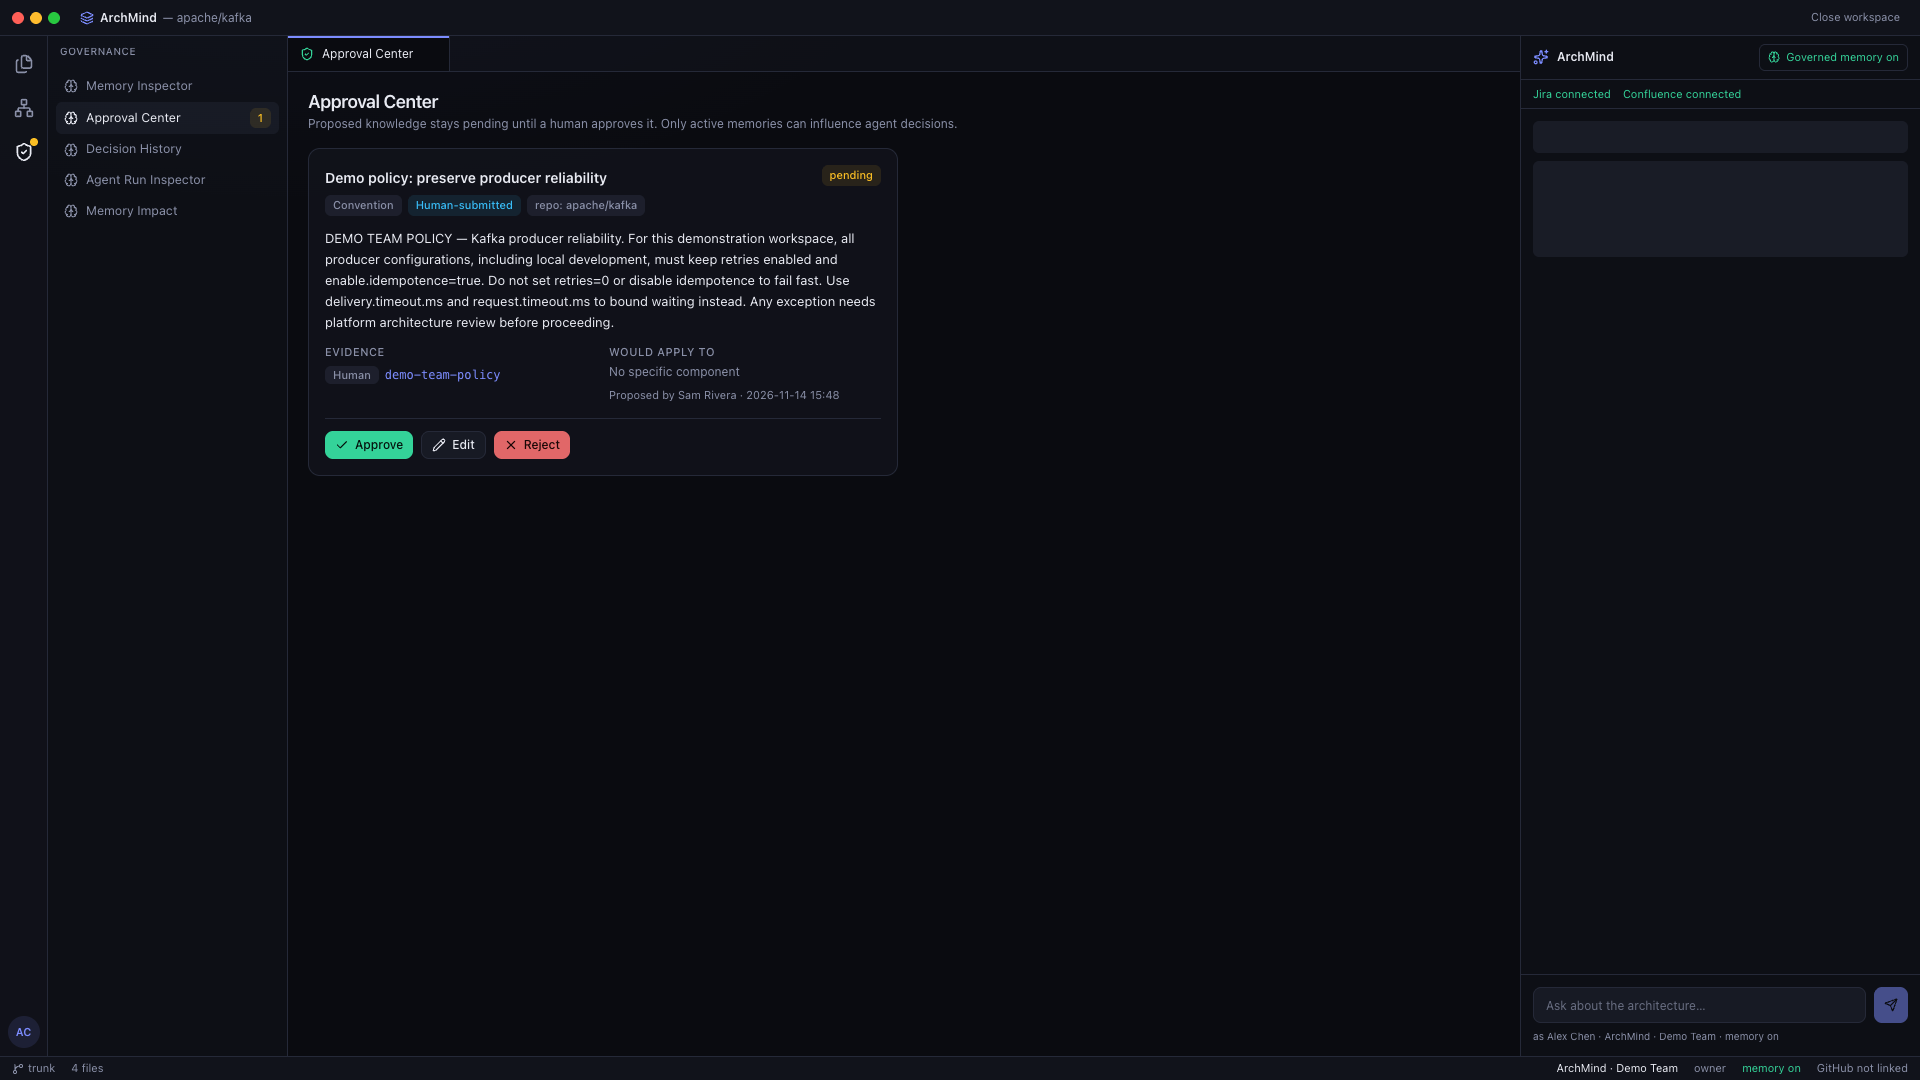 ArchMind — apache/kafka
Close workspace
GOVERNANCE
Memory Inspector
Approval Center 1
Decision History
Agent Run Inspector
Memory Impact
Approval Center
Approval Center
Proposed knowledge stays pending until a human approves it. Only active memories can influence agent decisions.
Demo policy: preserve producer reliability
pending
Convention Human-submitted repo: apache/kafka
DEMO TEAM POLICY — Kafka producer reliability. For this demonstration workspace, all
producer configurations, including local development, must keep retries enabled and
enable.idempotence=true. Do not set retries=0 or disable idempotence to fail fast. Use
delivery.timeout.ms and request.timeout.ms to bound waiting instead. Any exception needs
platform architecture review before proceeding.
EVIDENCE
Human demo-team-policy
WOULD APPLY TO
No specific component
Proposed by Sam Rivera · 2026-11-14 15:48
Approve Edit Reject
ArchMind
Governed memory on
Jira connected Confluence connected
Ask about the architecture...
as Alex Chen · ArchMind · Demo Team · memory on
AC
trunk 4 files
ArchMind · Demo Team owner memory on GitHub not linked